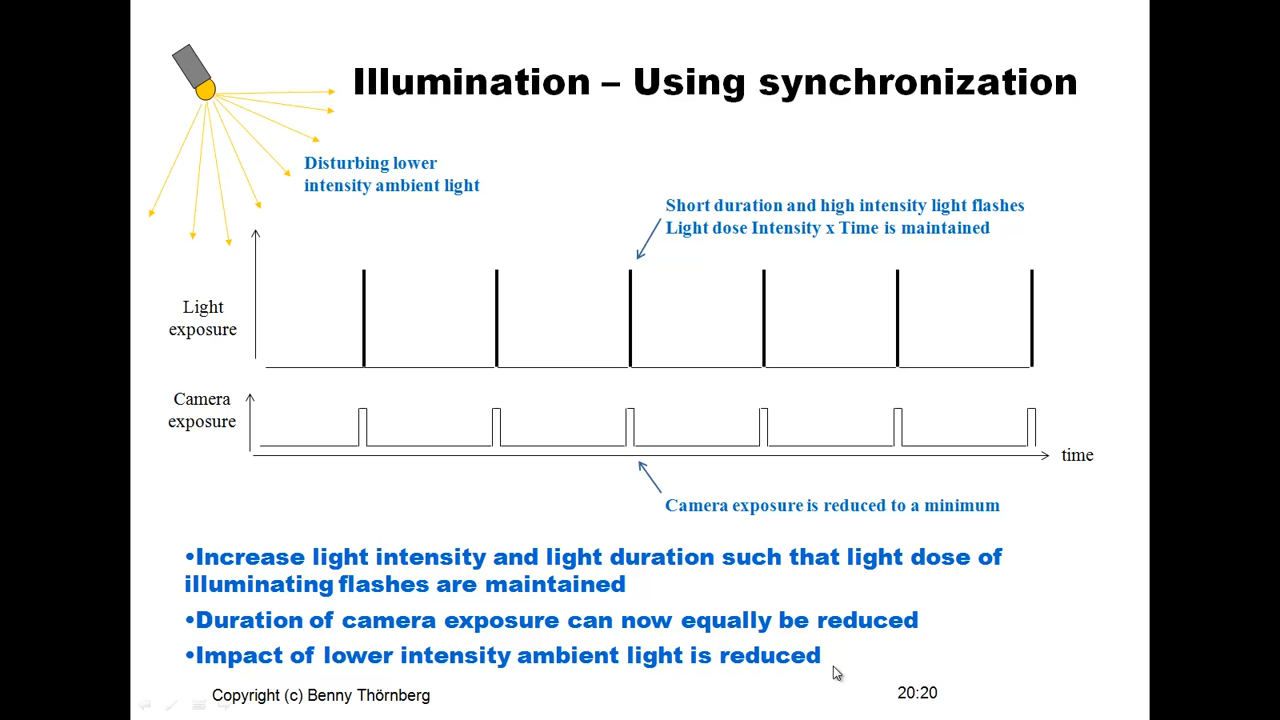 Illumination – Using synchronization
Disturbing lower
intensity ambient light
Short duration and high intensity light flashes
Light dose Intensity x Time is maintained
Light
exposure
Camera
exposure
time
Camera exposure is reduced to a minimum
•Increase light intensity and light duration such that light dose of
illuminating flashes are maintained
•Duration of camera exposure can now equally be reduced
•Impact of lower intensity ambient light is reduced
Copyright (c) Benny Thörnberg
20:20